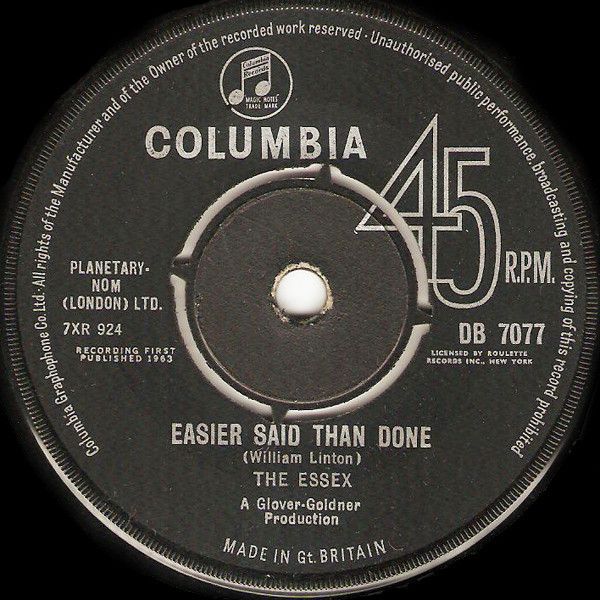 Columbia Graphophone Co. Ltd· All rights of the Manufacturer and of the Owner of the recorded work reserved · Unauthorised public performance, broadcasting and copying of this record prohibited
Columbia
Records
MAGIC NOTES
TRADE MARK
COLUMBIA
45
R.P.M.
PLANETARY-
NOM
(LONDON) LTD.
7XR 924
RECORDING FIRST
PUBLISHED 1963
DB 7077
LICENSED BY ROULETTE
RECORDS INC., NEW YORK
EASIER SAID THAN DONE
(William Linton)
THE ESSEX
A Glover-Goldner
Production
MADE IN Gt. BRITAIN